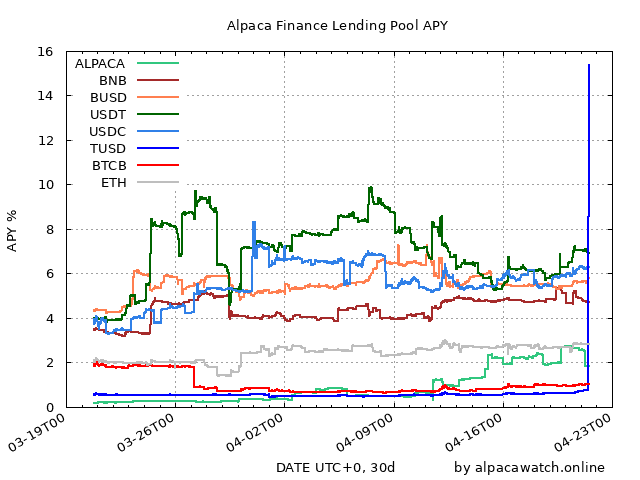 Alpaca Finance Lending Pool APY
16
14
12
10
8
6
4
2
0
APY %
ALPACA
BNB
BUSD
USDT
USDC
TUSD
BTCB
ETH
03-19T00
03-26T00
04-02T00
04-09T00
04-16T00
04-23T00
DATE UTC+0, 30d
by alpacawatch.online